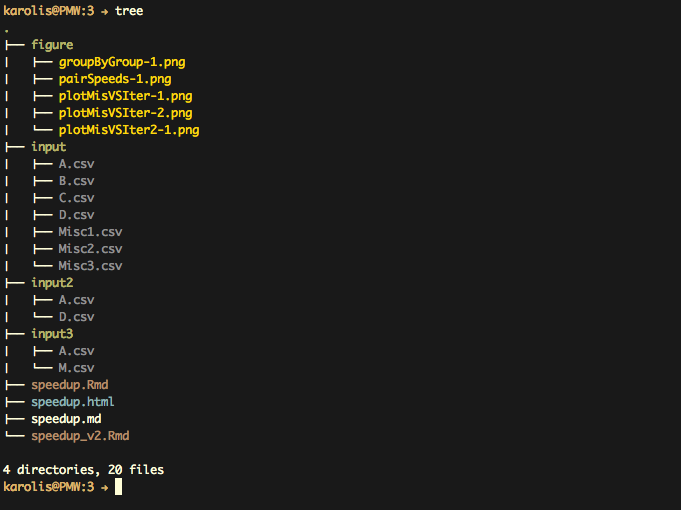 karolis@PMW:3 → tree
.
├── figure
│   ├── groupByGroup-1.png
│   ├── pairSpeeds-1.png
│   ├── plotMisVSIter-1.png
│   ├── plotMisVSIter-2.png
│   └── plotMisVSIter2-1.png
├── input
│   ├── A.csv
│   ├── B.csv
│   ├── C.csv
│   ├── D.csv
│   ├── Misc1.csv
│   ├── Misc2.csv
│   └── Misc3.csv
├── input2
│   ├── A.csv
│   └── D.csv
├── input3
│   ├── A.csv
│   └── M.csv
├── speedup.Rmd
├── speedup.html
├── speedup.md
└── speedup_v2.Rmd
4 directories, 20 files
karolis@PMW:3 →